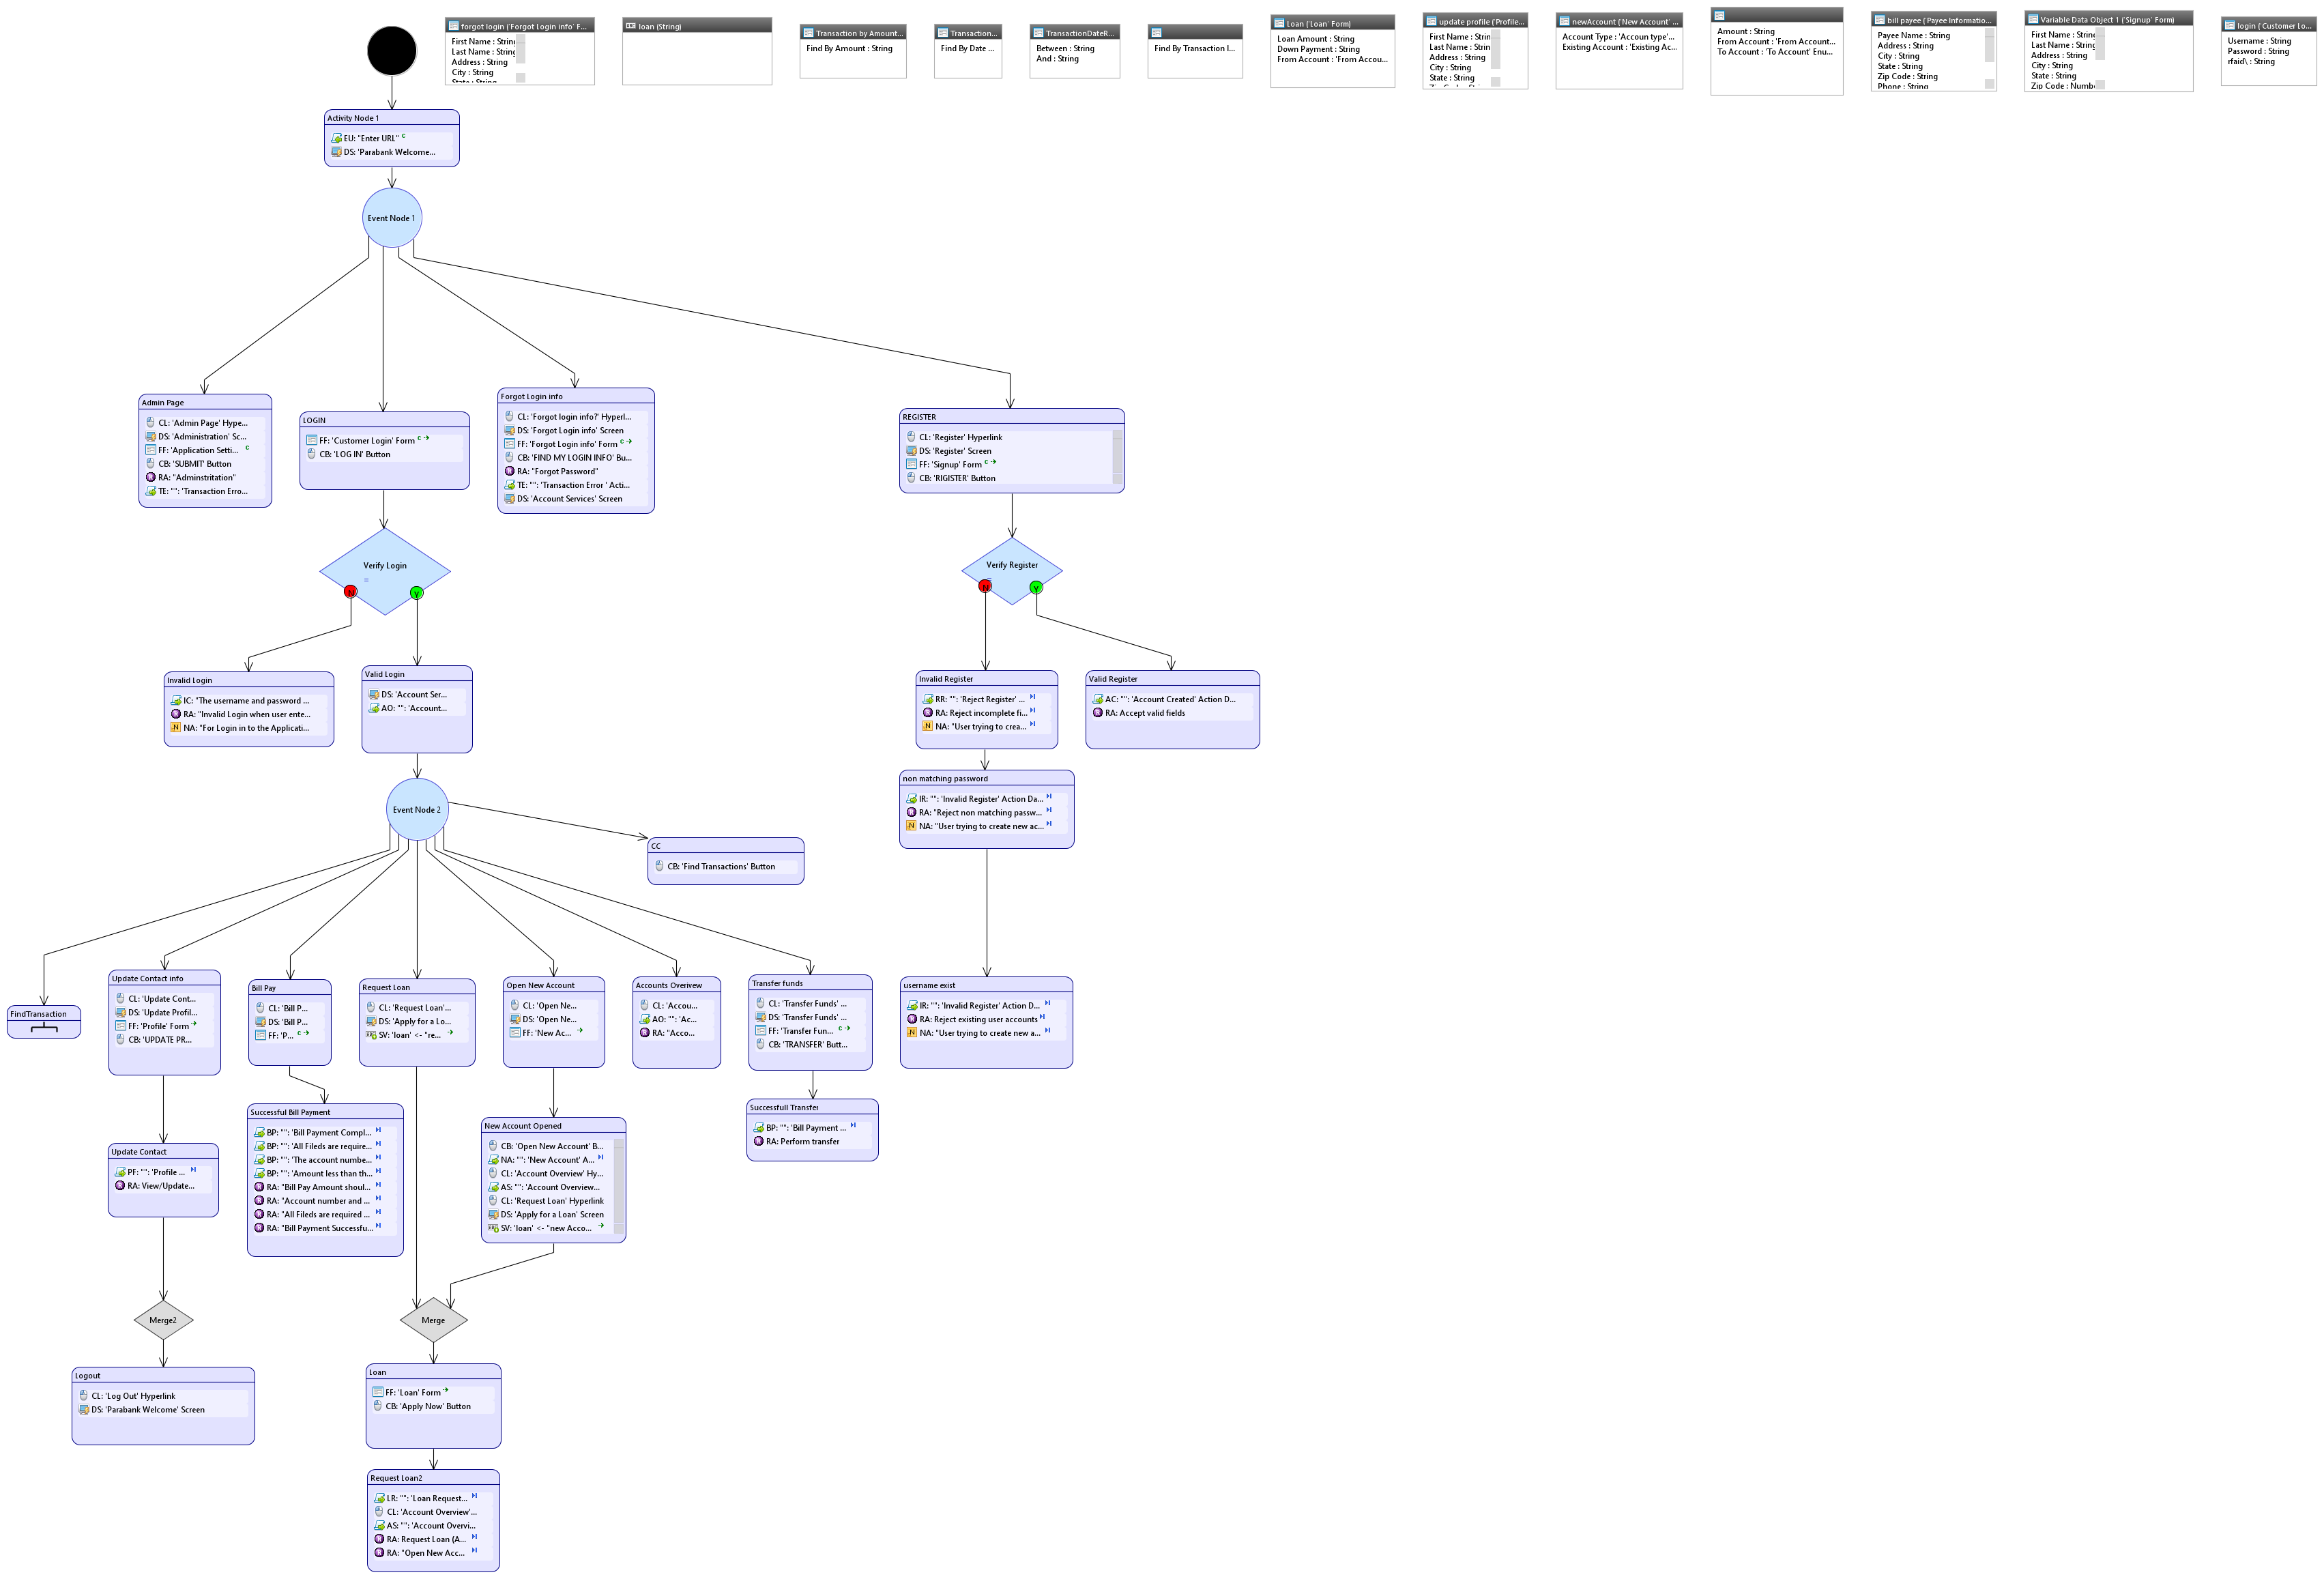 forgot login ('Forgot Login info' F...
First Name : String
Last Name : String
Address : String
City : String
State : String
loan (String)
Transaction by Amount...
Find By Amount : String
Transaction...
Find By Date ...
TransactionDateR...
Between : String
And : String
Find By Transaction I...
Loan ('Loan' Form)
Loan Amount : String
Down Payment : String
From Account : 'From Accou...
update profile ('Profile...
First Name : Strin
Last Name : Strin
Address : String
City : String
State : String
newAccount ('New Account' ...
Account Type : 'Accoun type'...
Existing Account : 'Existing Ac...
Amount : String
From Account : 'From Account...
To Account : 'To Account' Enu...
bill payee ('Payee Informatio...
Payee Name : String
Address : String
City : String
State : String
Zip Code : String
Phone : String
Variable Data Object 1 ('Signup' Form)
First Name : String
Last Name : String
Address : String
City : String
State : String
Zip Code : Numb
login ('Customer Lo...
Username : String
Password : String
rfaid\ : String
Activity Node 1
EU: "Enter URL" c
DS: 'Parabank Welcome...
Event Node 1
Admin Page
CL: 'Admin Page' Hype...
DS: 'Administration' Sc...
FF: 'Application Setti... c
CB: 'SUBMIT' Button
RA: "Adminstritation"
TE: "": 'Transaction Erro...
LOGIN
FF: 'Customer Login' Form c
CB: 'LOG IN' Button
Forgot Login info
CL: 'Forgot login info?' Hyperl...
DS: 'Forgot Login info' Screen
FF: 'Forgot Login info' Form c
CB: 'FIND MY LOGIN INFO' Bu...
RA: "Forgot Password"
TE: "": 'Transaction Error ' Acti...
DS: 'Account Services' Screen
REGISTER
CL: 'Register' Hyperlink
DS: 'Register' Screen
FF: 'Signup' Form c
CB: 'RIGISTER' Button
Verify Login
=
N
Y
Verify Register
N
Y
Invalid Login
IC: "The username and password ...
RA: "Invalid Login when user ente...
NA: "For Login in to the Applicati...
Valid Login
DS: 'Account Ser...
AO: "": 'Account...
Invalid Register
RR: "": 'Reject Register' ...
RA: Reject incomplete fi...
NA: "User trying to crea...
Valid Register
AC: "": 'Account Created' Action D...
RA: Accept valid fields
Event Node 2
non matching password
IR: "": 'Invalid Register' Action Da...
RA: "Reject non matching passw...
NA: "User trying to create new ac...
CC
CB: 'Find Transactions' Button
FindTransaction
Update Contact info
CL: 'Update Cont...
DS: 'Update Profil...
FF: 'Profile' Form
CB: 'UPDATE PR...
Bill Pay
CL: 'Bill P...
DS: 'Bill P...
FF: 'P... c
Request Loan
CL: 'Request Loan'...
DS: 'Apply for a Lo...
SV: 'loan' <- "re...
Open New Account
CL: 'Open Ne...
DS: 'Open Ne...
FF: 'New Ac...
Accounts Overivew
CL: 'Accou...
AO: "": 'Ac...
RA: "Acco...
Transfer funds
CL: 'Transfer Funds' ...
DS: 'Transfer Funds' ...
FF: 'Transfer Fun... c
CB: 'TRANSFER' Butt...
username exist
IR: "": 'Invalid Register' Action D...
RA: Reject existing user accounts
NA: "User trying to create new a...
Successful Bill Payment
BP: "": 'Bill Payment Compl...
BP: "": 'All Fileds are require...
BP: "": 'The account numbe...
BP: "": 'Amount less than th...
RA: "Bill Pay Amount shoul...
RA: "Account number and ...
RA: "All Fileds are required ...
RA: "Bill Payment Successfu...
New Account Opened
CB: 'Open New Account' B...
NA: "": 'New Account' A...
CL: 'Account Overview' Hy...
AS: "": 'Account Overview...
CL: 'Request Loan' Hyperlink
DS: 'Apply for a Loan' Screen
SV: 'loan' <- "new Acco...
Successfull Transfer
BP: "": 'Bill Payment ...
RA: Perform transfer
Update Contact
PF: "": 'Profile ...
RA: View/Update...
Merge2
Merge
Logout
CL: 'Log Out' Hyperlink
DS: 'Parabank Welcome' Screen
Loan
FF: 'Loan' Form
CB: 'Apply Now' Button
Request Loan2
LR: "": 'Loan Request...
CL: 'Account Overview'...
AS: "": 'Account Overvi...
RA: Request Loan (A...
RA: "Open New Acc...